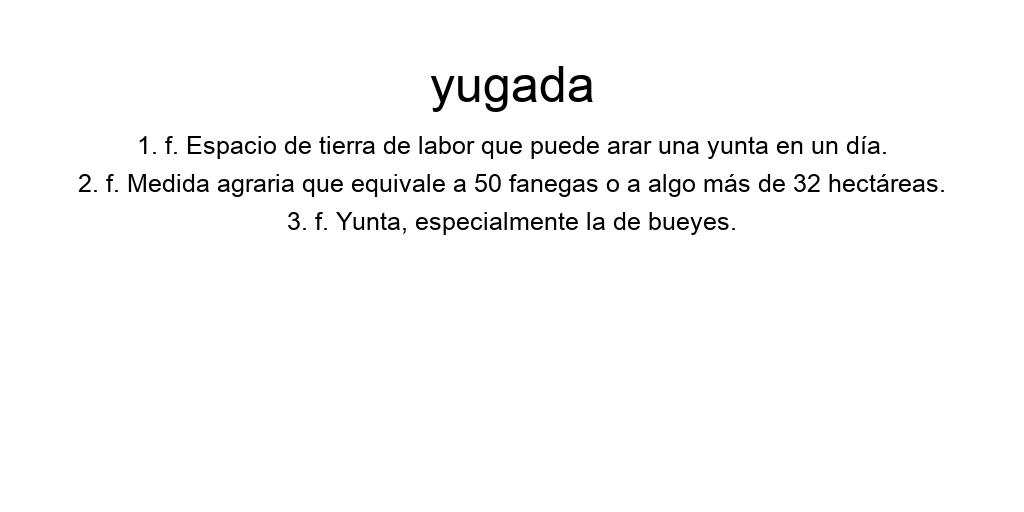 yugada
1. f. Espacio de tierra de labor que puede arar una yunta en un día.
2. f. Medida agraria que equivale a 50 fanegas o a algo más de 32 hectáreas.
3. f. Yunta, especialmente la de bueyes.